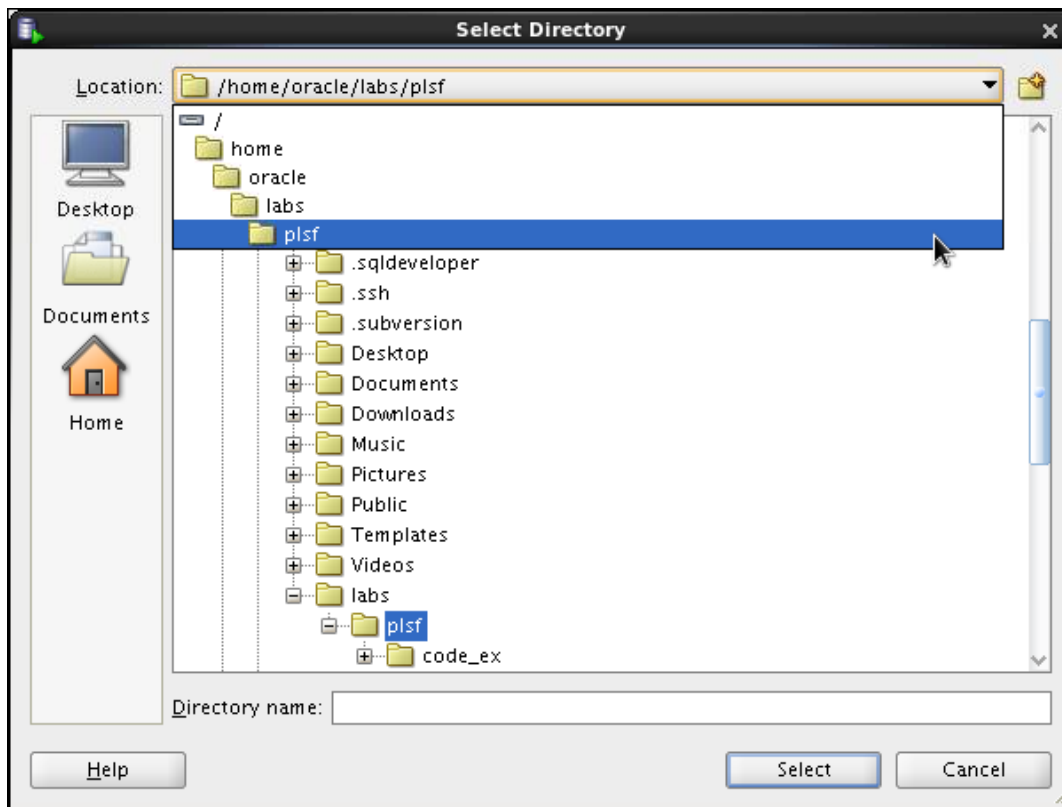 Select Directory
Location: /home/oracle/labs/plsf
/
home
oracle
labs
plsf
Desktop
Documents
Home
.sqldeveloper
.ssh
.subversion
Desktop
Documents
Downloads
Music
Pictures
Public
Templates
Videos
labs
plsf
code_ex
Directory name:
Help Select Cancel